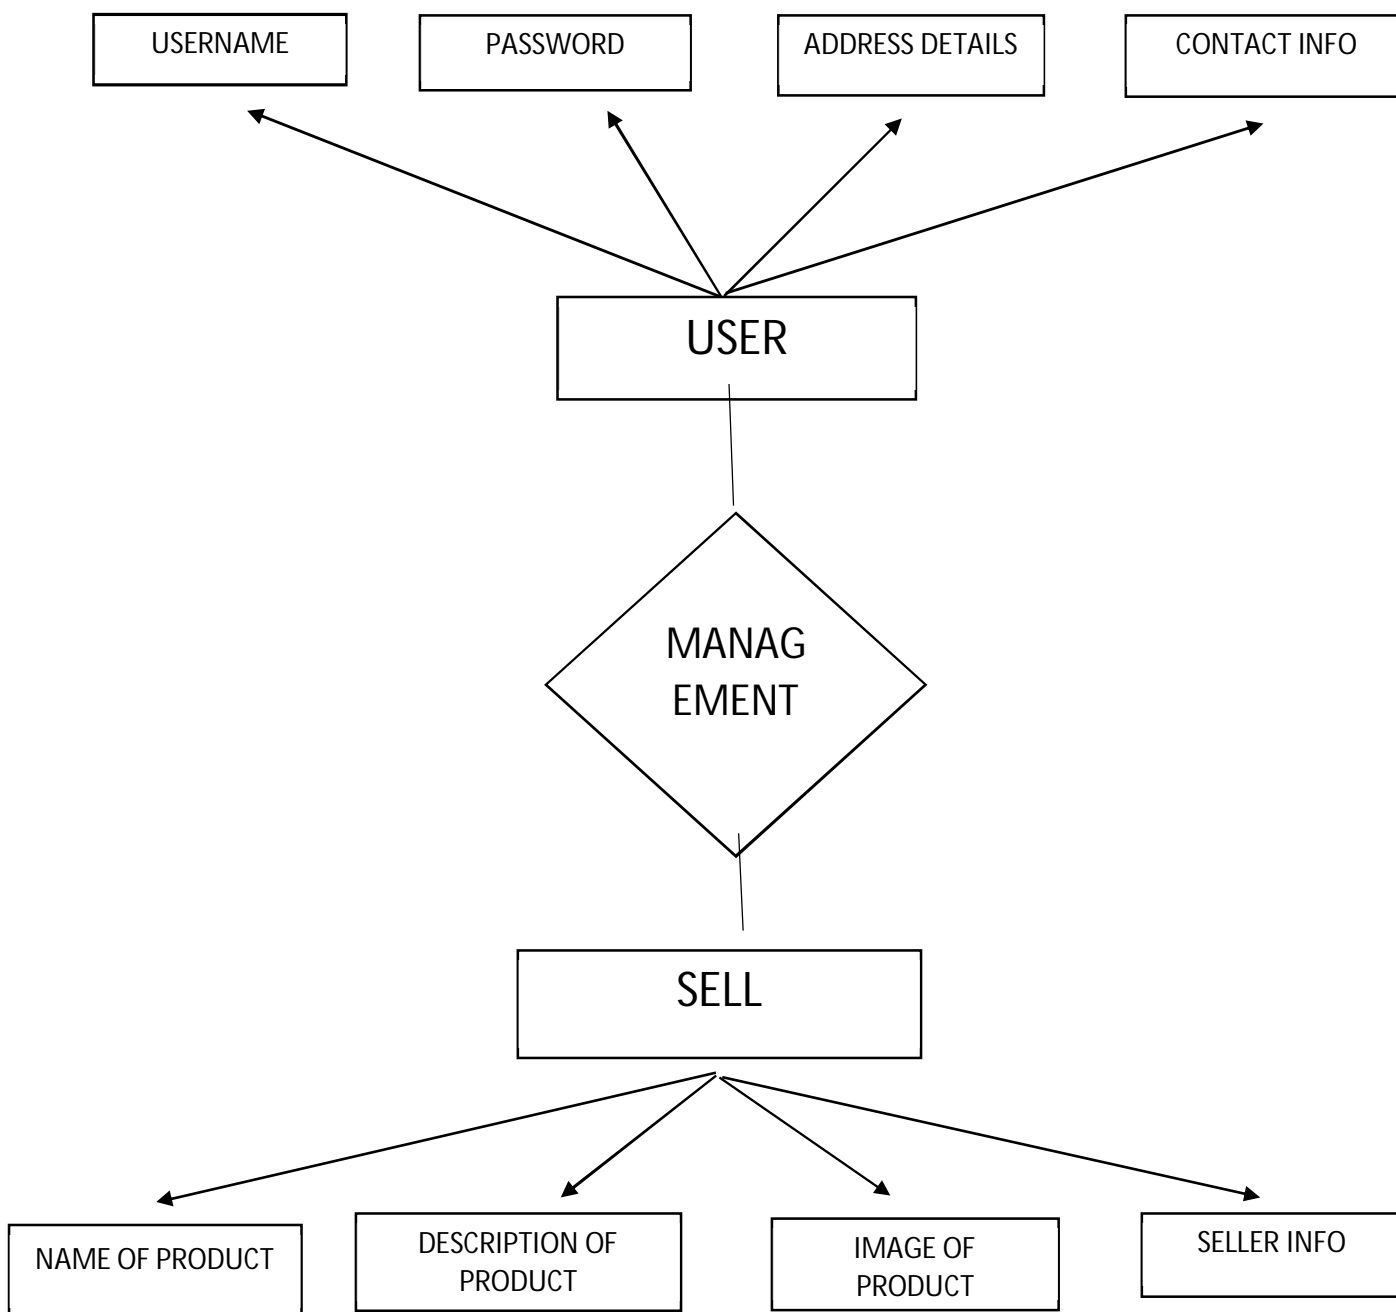 USERNAME
PASSWORD
ADDRESS DETAILS
CONTACT INFO
USER
MANAG
EMENT
SELL
NAME OF PRODUCT
DESCRIPTION OF
PRODUCT
IMAGE OF
PRODUCT
SELLER INFO